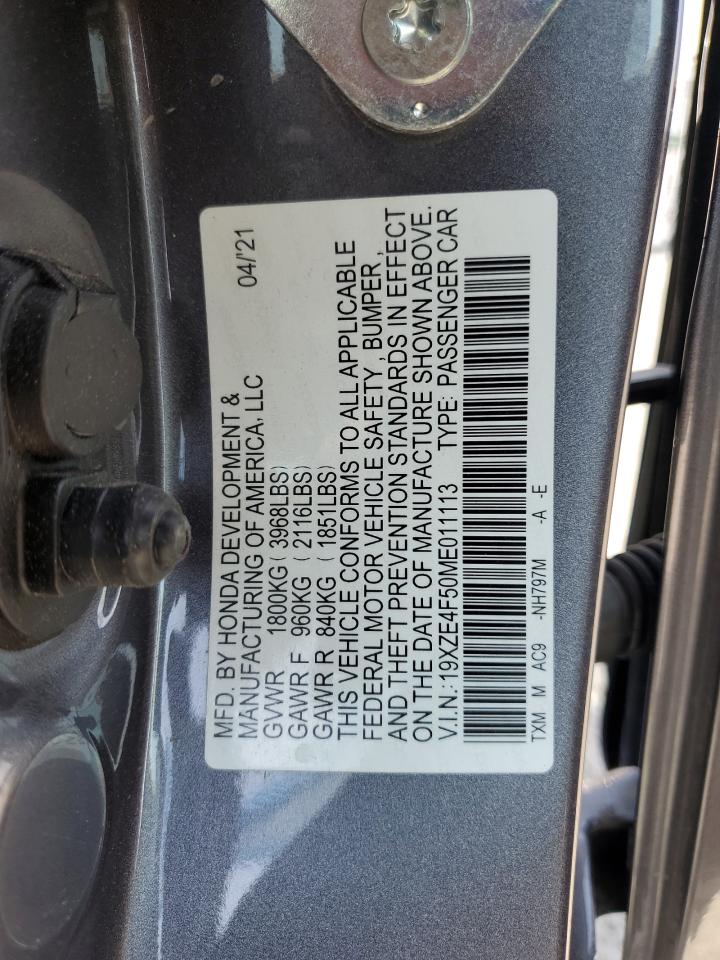 MFD. BY HONDA DEVELOPMENT &
MANUFACTURING OF AMERICA, LLC 04/'21
GVWR 1800KG (3968LBS)
GAWR F 960KG ( 2116LBS)
GAWR R 840KG ( 1851LBS)
THIS VEHICLE CONFORMS TO ALL APPLICABLE
FEDERAL MOTOR VEHICLE SAFETY, BUMPER,
AND THEFT PREVENTION STANDARDS IN EFFECT
ON THE DATE OF MANUFACTURE SHOWN ABOVE.
V.I.N.:19XZE4F50ME011113 TYPE: PASSENGER CAR
TXM M AC9 -NH797M -A -E